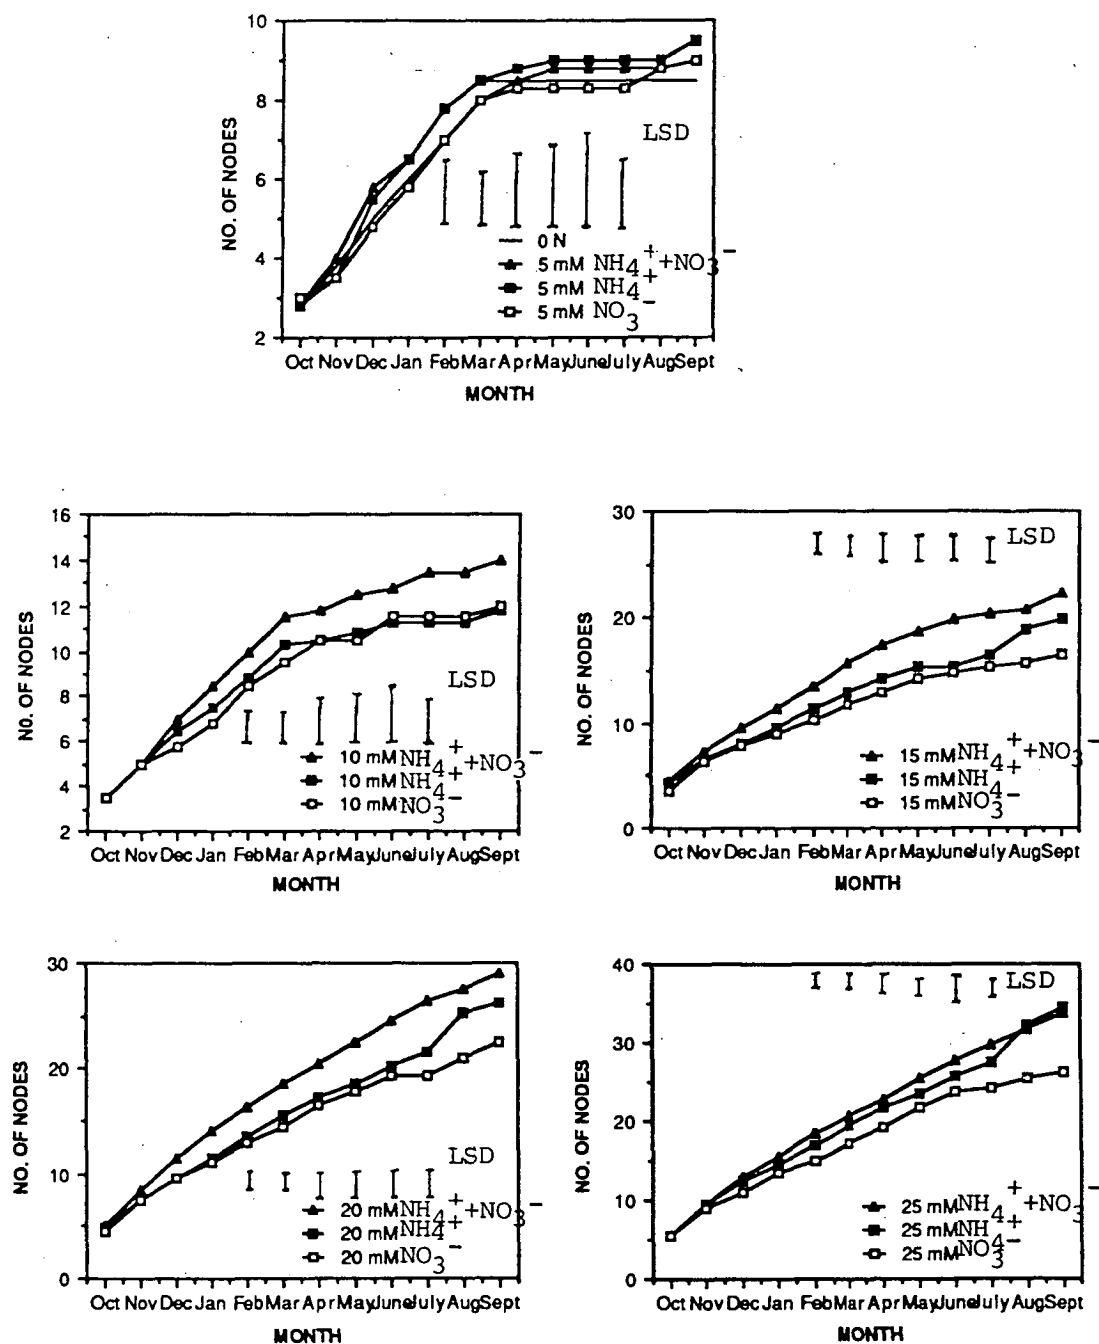 10
8
6
4
2
NO. OF NODES
LSD
0 N
5 mM NH4+ +NO3-
5 mM NH4+
5 mM NO3-
Oct Nov Dec Jan Feb Mar Apr May June July Aug Sept
MONTH
16
14
12
10
8
6
4
2
NO. OF NODES
LSD
10 mM NH4+ +NO3-
10 mM NH4+
10 mM NO3-
Oct Nov Dec Jan Feb Mar Apr May June July Aug Sept
MONTH
30
20
10
0
NO. OF NODES
LSD
15 mM NH4+ +NO3-
15 mM NH4+
15 mM NO3-
Oct Nov Dec Jan Feb Mar Apr May June July Aug Sept
MONTH
30
20
10
0
NO. OF NODES
LSD
20 mM NH4+ +NO3-
20 mM NH4+
20 mM NO3-
Oct Nov Dec Jan Feb Mar Apr May June July Aug Sept
MONTH
40
30
20
10
0
NO. OF NODES
LSD
25 mM NH4+ +NO3-
25 mM NH4+
25 mM NO3-
Oct Nov Dec Jan Feb Mar Apr May June July Aug Sept
MONTH